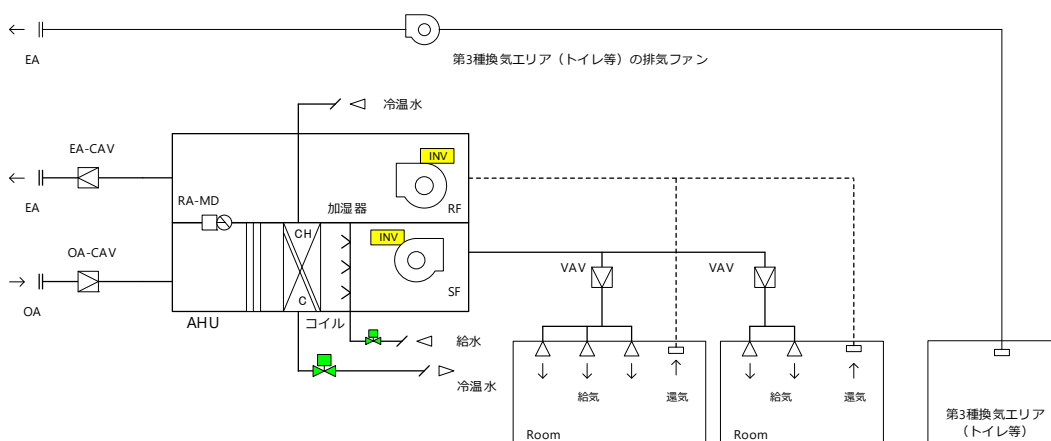 EA
第3種換気エリア（トイレ等）の排気ファン
冷温水
EA-CAV
INV
EA
RA-MD
加湿器
RF
OA-CAV
CH
INV
VAV
VAV
OA
C
SF
AHU
コイル
給水
冷温水
給気
還気
給気
還気
Room
Room
第3種換気エリア
（トイレ等）